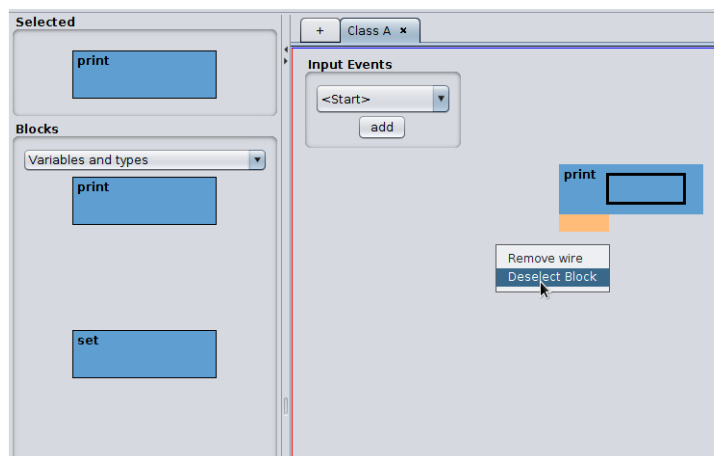 Selected
print
Blocks
Variables and types
print
set
+ Class A ×
Input Events
<Start>
add
print
Remove wire
Deselect Block